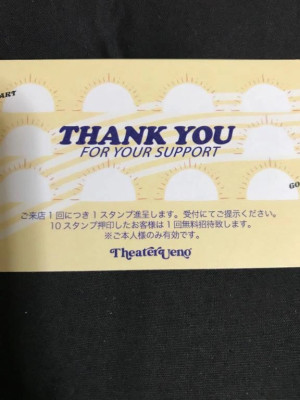 ART
THANK YOU
FOR YOUR SUPPORT
GO
ご来店1回につき1スタンプ進呈します。受付にてご提示ください。
10スタンプ押印したお客様は1回無料招待致します。
※ご本人様のみ有効です。
TheaterUeno